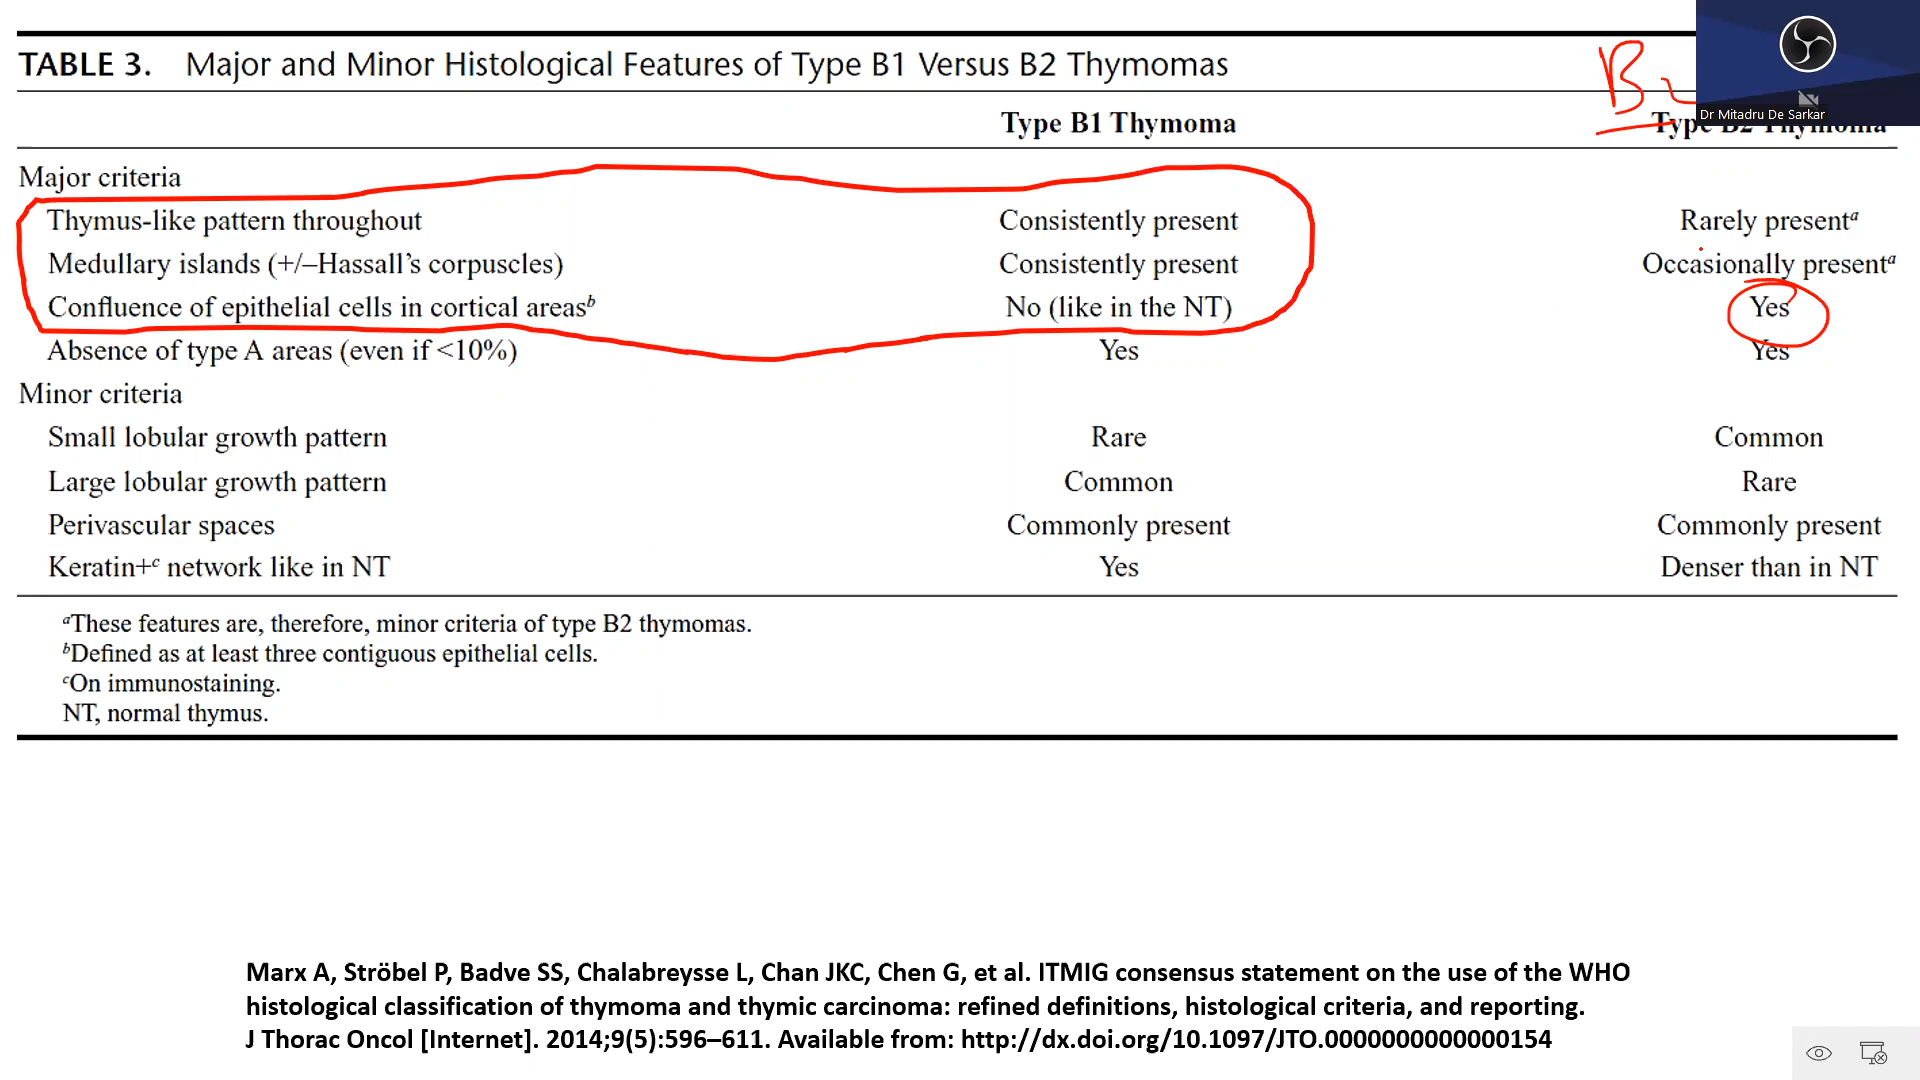 TABLE 3. Major and Minor Histological Features of Type B1 Versus B2 Thymomas
B
Dr Mitadru De Sarkar
Type B1 Thymoma Type B2 Thymoma
Major criteria
Thymus-like pattern throughout Consistently present Rarely presentᵃ
Medullary islands (+/–Hassall’s corpuscles) Consistently present Occasionally presentᵃ
Confluence of epithelial cells in cortical areasᵇ No (like in the NT) Yes
Absence of type A areas (even if <10%) Yes Yes
Minor criteria
Small lobular growth pattern Rare Common
Large lobular growth pattern Common Rare
Perivascular spaces Commonly present Commonly present
Keratin+ᶜ network like in NT Yes Denser than in NT
ᵃThese features are, therefore, minor criteria of type B2 thymomas.
ᵇDefined as at least three contiguous epithelial cells.
ᶜOn immunostaining.
NT, normal thymus.
Marx A, Ströbel P, Badve SS, Chalabreysse L, Chan JKC, Chen G, et al. ITMIG consensus statement on the use of the WHO
histological classification of thymoma and thymic carcinoma: refined definitions, histological criteria, and reporting.
J Thorac Oncol [Internet]. 2014;9(5):596–611. Available from: http://dx.doi.org/10.1097/JTO.0000000000000154